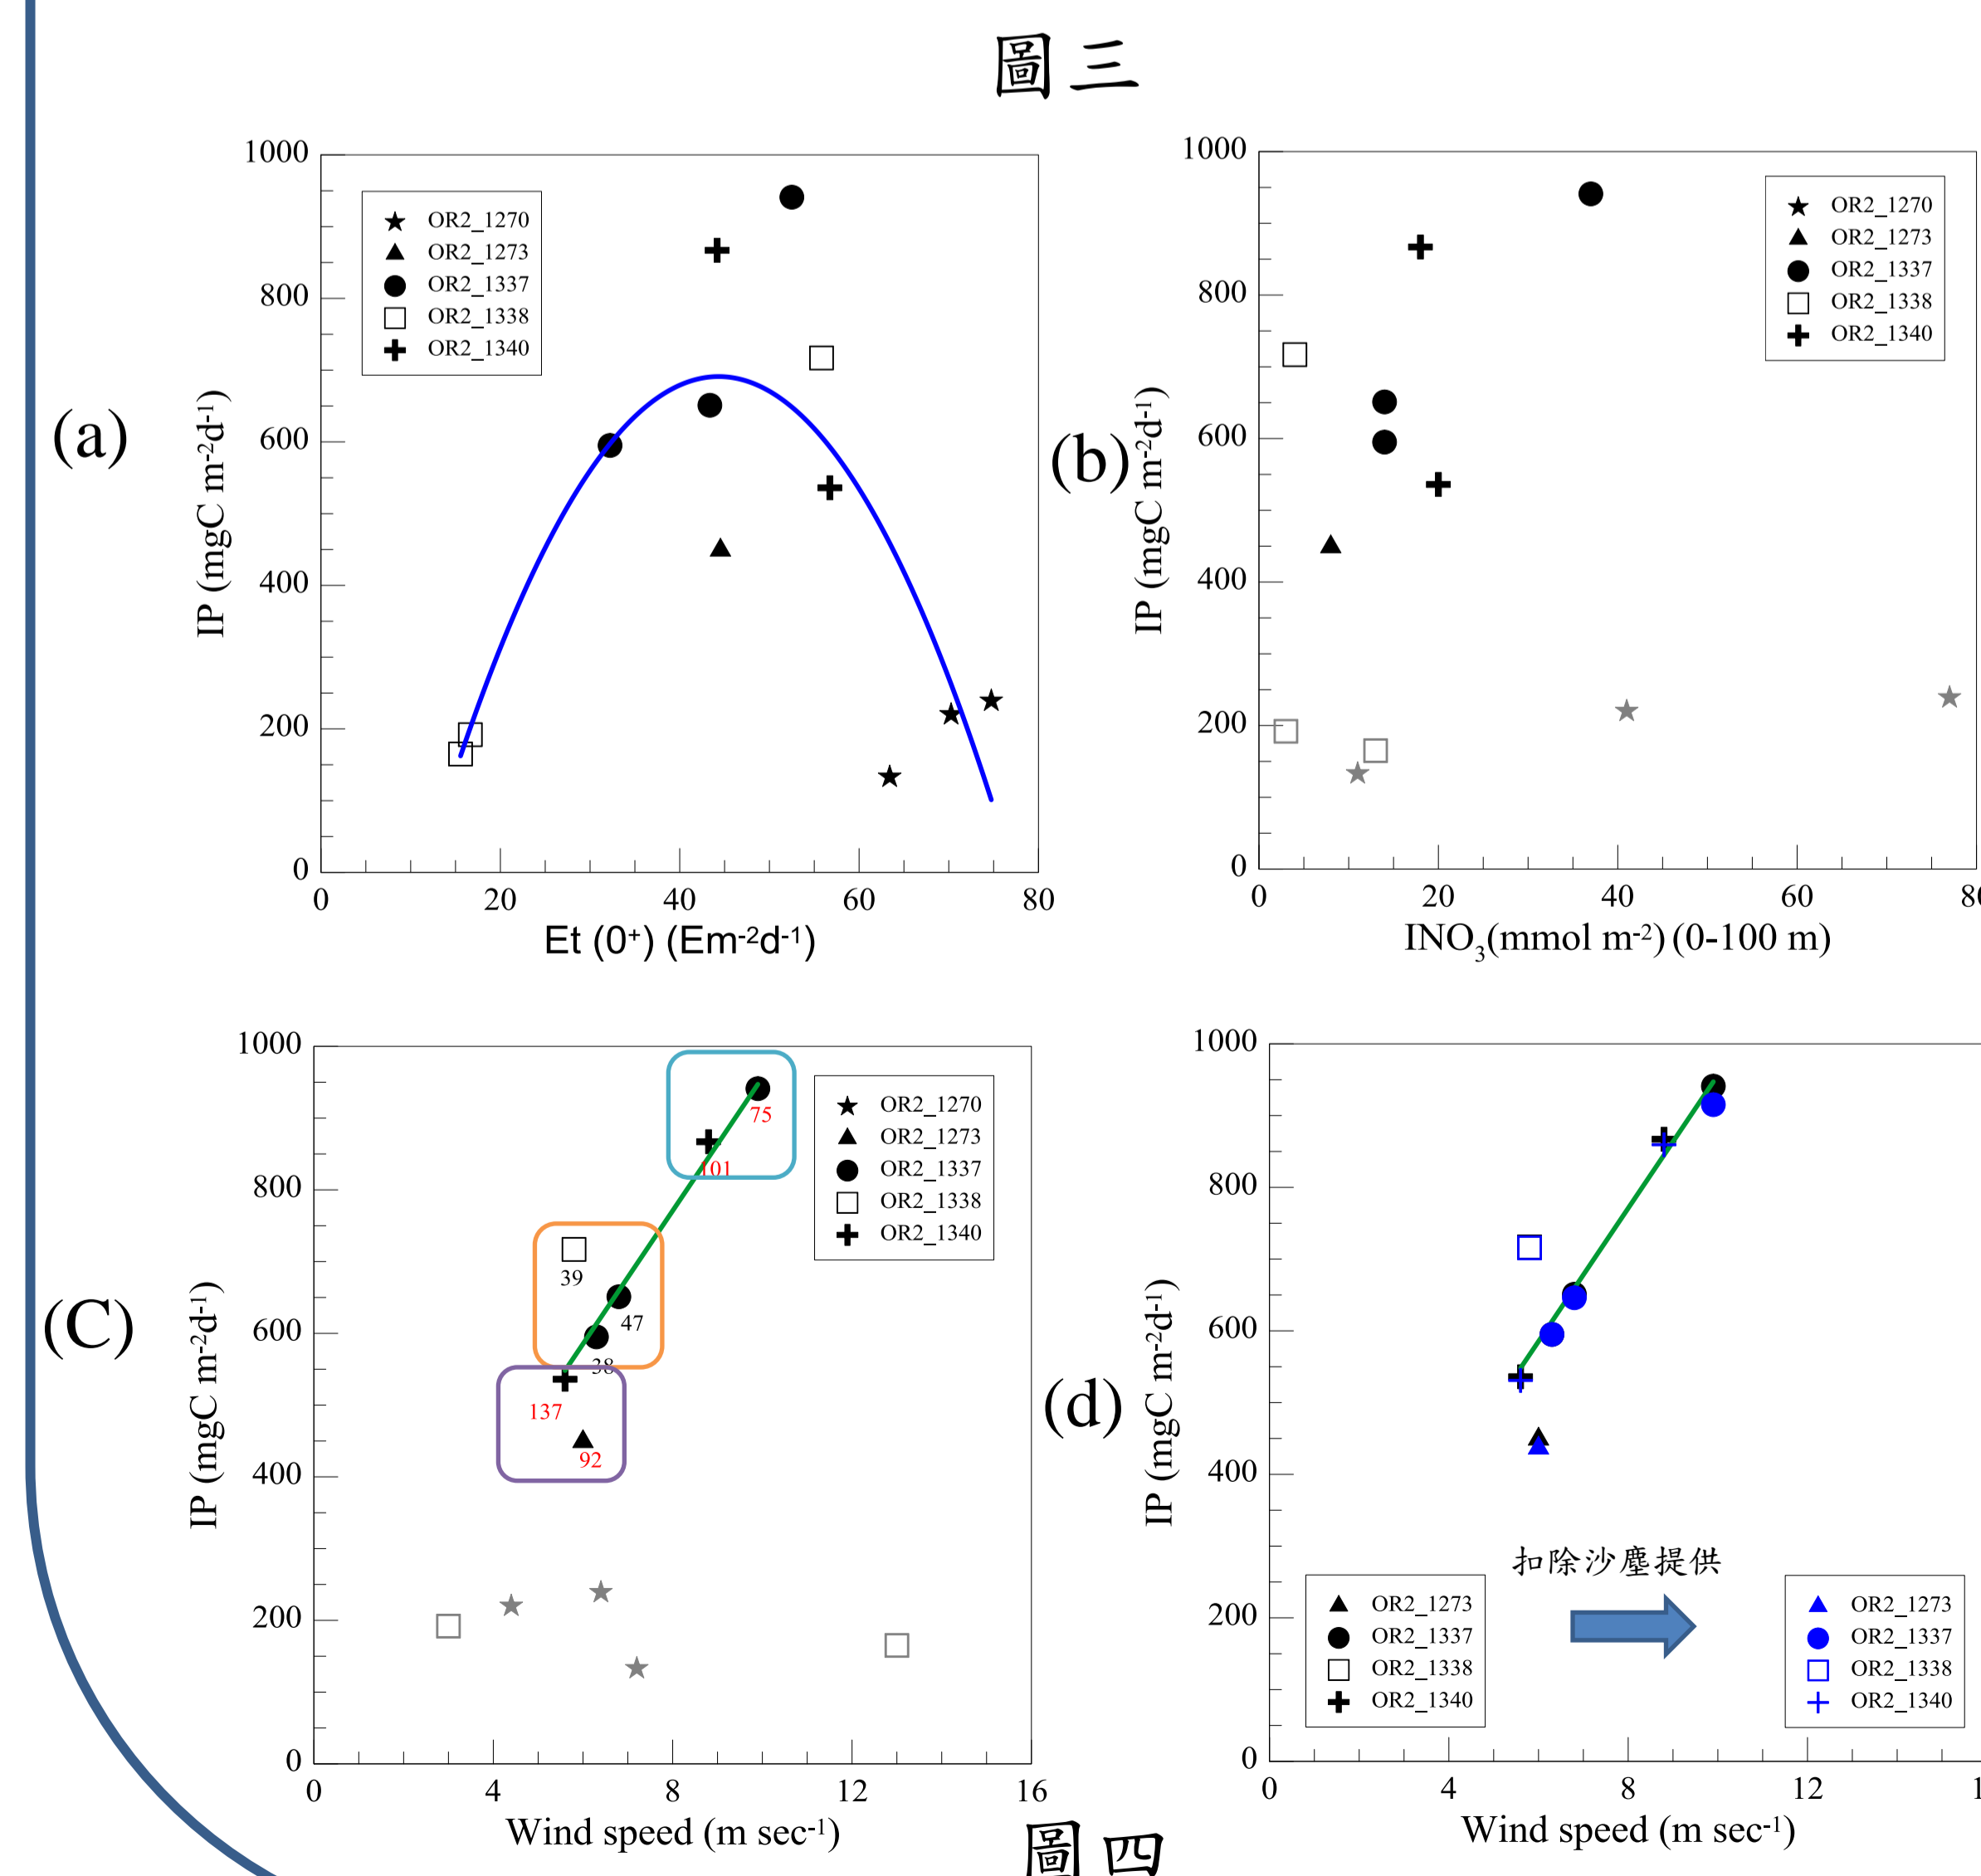 圖三
(a)
IP (mgC m-2d-1)
1000
800
600
400
200
0
OR2_1270
OR2_1273
OR2_1337
OR2_1338
OR2_1340
0 20 40 60 80
Et (0+) (Em-2d-1)
(b)
IP (mgC m-2d-1)
1000
800
600
400
200
0
OR2_1270
OR2_1273
OR2_1337
OR2_1338
OR2_1340
0 20 40 60
INO3(mmol m-2) (0-100 m)
(C)
IP (mgC m-2d-1)
1000
800
600
400
200
0
75
101
39
47
38
137
92
OR2_1270
OR2_1273
OR2_1337
OR2_1338
OR2_1340
0 4 8 12 16
Wind speed (m sec-1)
(d)
IP (mgC m-2d-1)
1000
800
600
400
200
0
扣除沙塵提供
OR2_1273
OR2_1337
OR2_1338
OR2_1340
OR2_1273
OR2_1337
OR2_1338
OR2_1340
0 4 8 12
Wind speed (m sec-1)
圖四